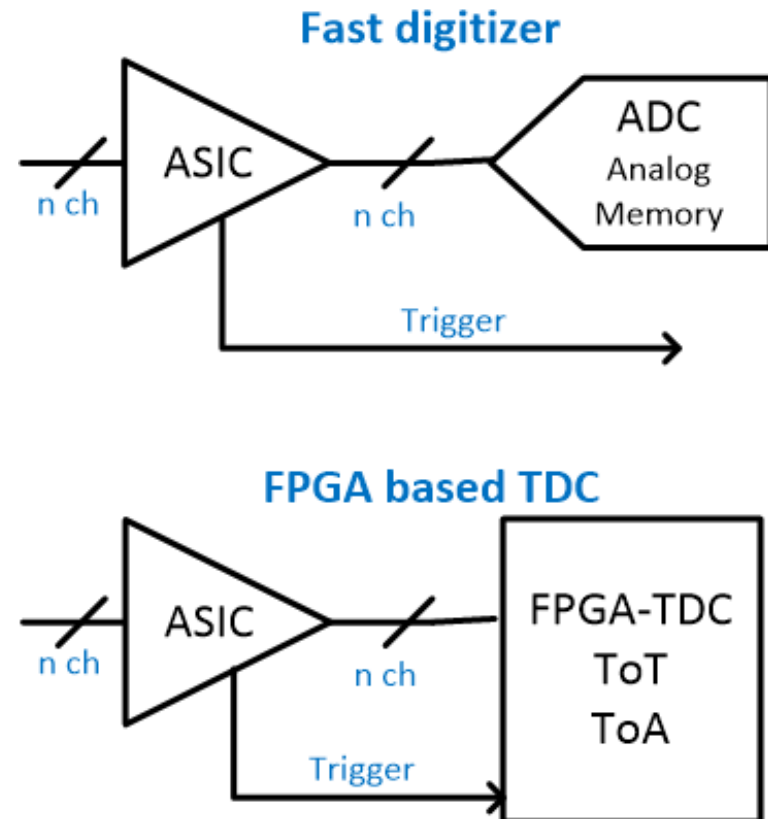 Fast digitizer
ASIC
ADC
Analog
Memory
n ch
n ch
Trigger
FPGA based TDC
ASIC
FPGA-TDC
ToT
ToA
n ch
n ch
Trigger